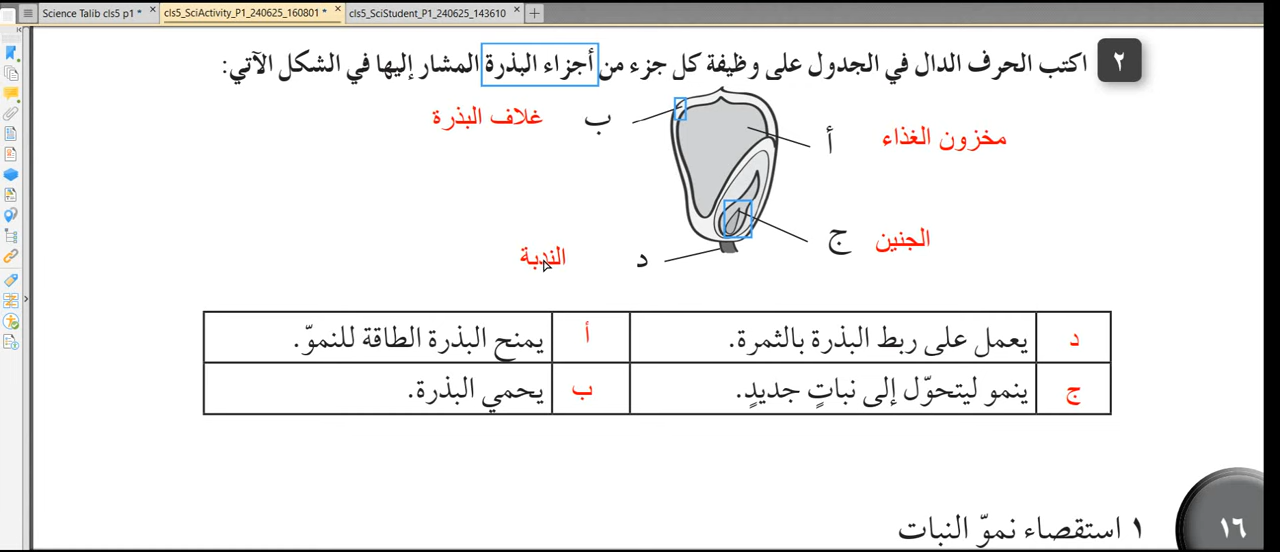 Science Talib cls5 p1 *
cls5_SciActivity_P1_240625_160801 *
cls5_SciStudent_P1_240625_143610
٢ اكتب الحرف الدال في الجدول على وظيفة كل جزء من أجزاء البذرة المشار إليها في الشكل الآتي:
ب غلاف البذرة
أ مخزون الغذاء
ج الجنين
د الندبة
د يعمل على ربط البذرة بالثمرة. أ يمنح البذرة الطاقة للنموّ.
ج ينمو ليتحوّل إلى نباتٍ جديدٍ. ب يحمي البذرة.
١ استقصاء نموّ النبات
١٦